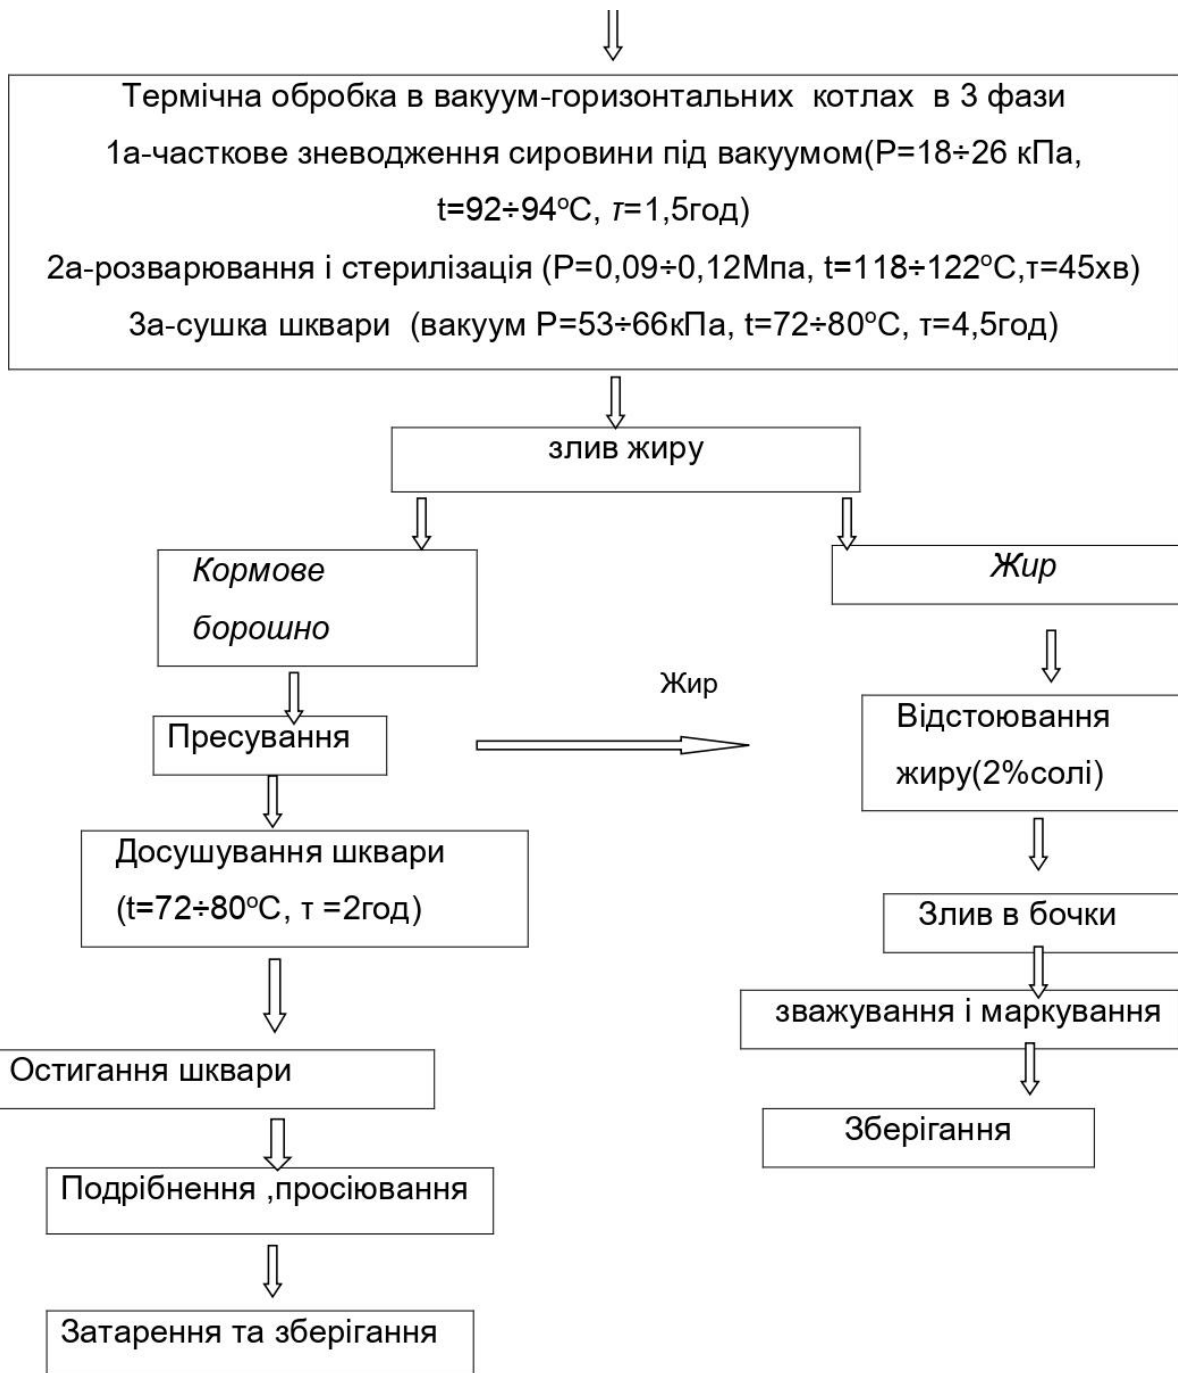 Термічна обробка в вакуум-горизонтальних котлах в 3 фази
1а-часткове зневодження сировини під вакуумом(Р=18÷26 кПа,
t=92÷94°С, τ=1,5год)
2а-розварювання і стерилізація (Р=0,09÷0,12Мпа, t=118÷122°С,τ=45хв)
3а-сушка шквари (вакуум Р=53÷66кПа, t=72÷80°С, τ=4,5год)
злив жиру
Кормове
борошно
Жир
Пресування
Жир
Відстоювання
жиру(2%солі)
Досушування шквари
(t=72÷80°С, τ =2год)
Злив в бочки
зважування і маркування
Остигання шквари
Зберігання
Подрібнення ,просіювання
Затарення та зберігання